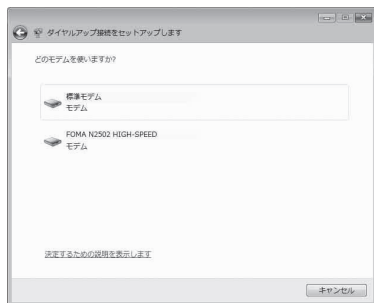 ダイヤルアップ接続をセットアップします
どのモデムを使いますか?
標準モデム
モデム
FOMA N2502 HIGH-SPEED
モデム
決定するための説明を表示します
キャンセル